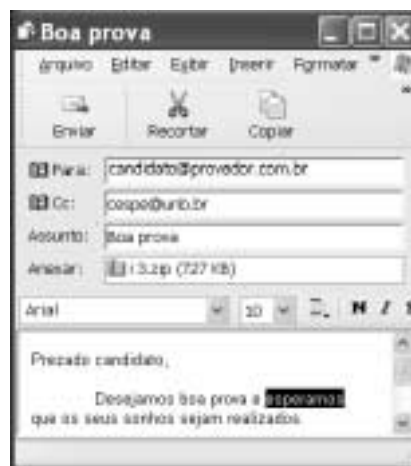 Boa prova
Arquivo Editar Exibir Inserir Formatar »
Enviar Recortar Copiar »
Para: candidato@provedor.com.br
Cc: cespe@unb.br
Assunto: Boa prova
Anexar: i3.zip (727 KB)
Arial 10 N I S
Prezado candidato,
Desejamos boa prova e esperamos
que os seus sonhos sejam realizados.